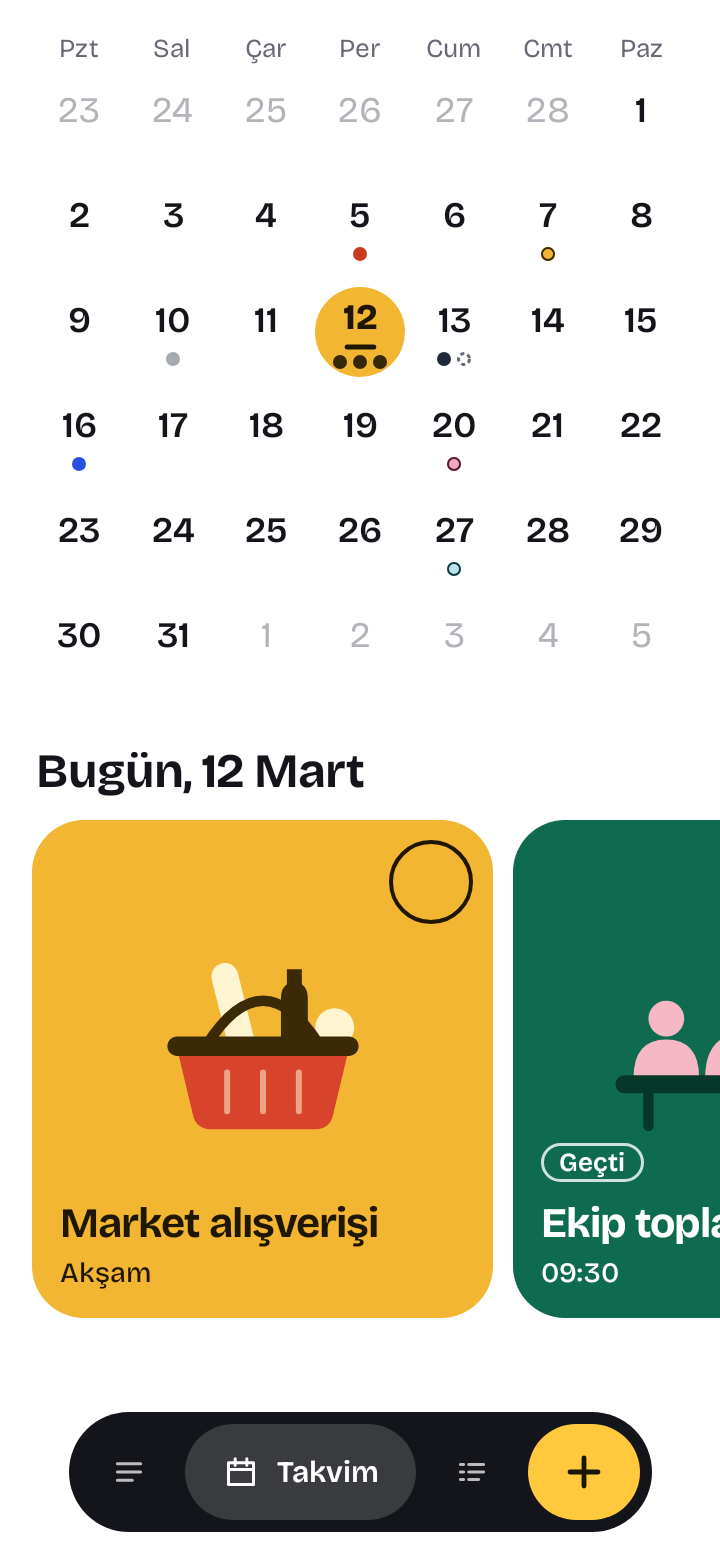 Pzt Sal Çar Per Cum Cmt Paz
23 24 25 26 27 28 1
2 3 4 5 6 7 8
9 10 11 12 13 14 15
16 17 18 19 20 21 22
23 24 25 26 27 28 29
30 31 1 2 3 4 5
Bugün, 12 Mart
Market alışverişi
Akşam
Geçti
Ekip
09:30
Takvim